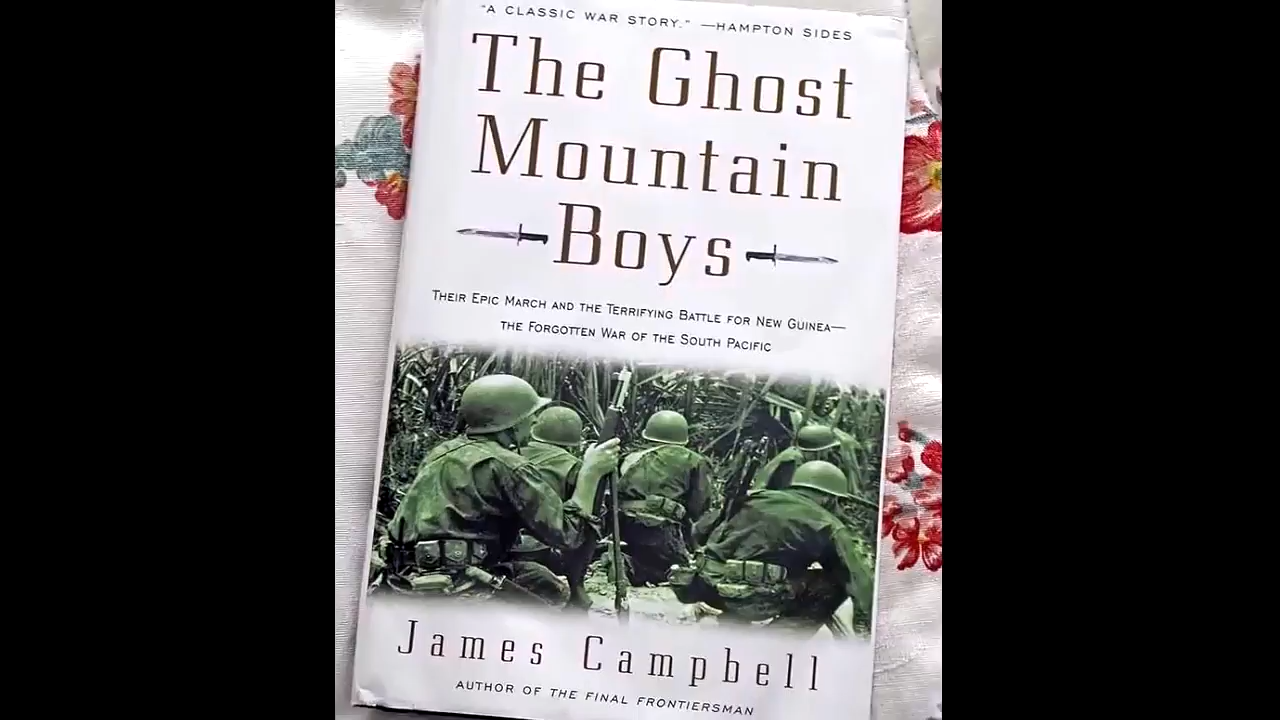 "A CLASSIC WAR STORY." —HAMPTON SIDES
The Ghost
Mountain
Boys
THEIR EPIC MARCH AND THE TERRIFYING BATTLE FOR NEW GUINEA—
THE FORGOTTEN WAR OF THE SOUTH PACIFIC
James Campbell
AUTHOR OF THE FINAL FRONTIERSMAN